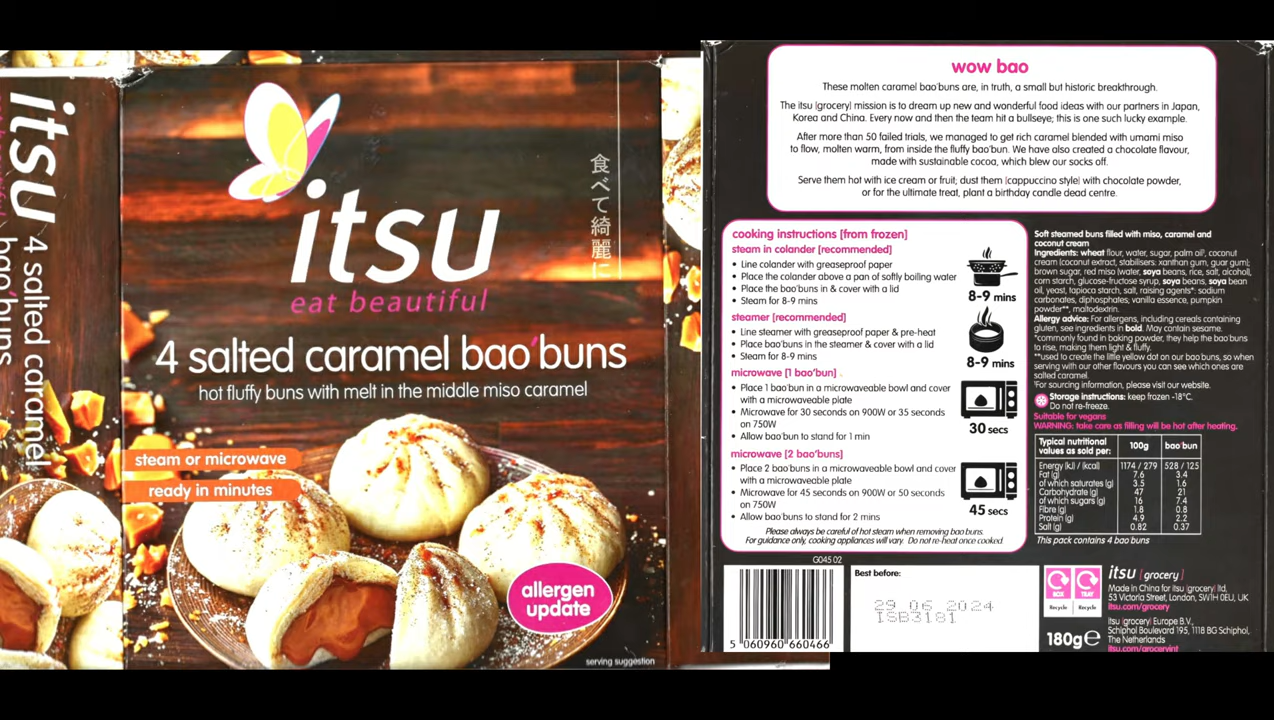 itsu
4 salted caramel
bao'buns
itsu
eat beautiful
食べて綺麗に
4 salted caramel bao'buns
hot fluffy buns with melt in the middle miso caramel
steam or microwave
ready in minutes
allergen
update
serving suggestion
wow bao
These molten caramel bao'buns are, in truth, a small but historic breakthrough.
The itsu [grocery] mission is to dream up new and wonderful food ideas with our partners in Japan,
Korea and China. Every now and then the team hit a bullseye; this is one such lucky example.
After more than 50 failed trials, we managed to get rich caramel blended with umami miso
to flow, molten warm, from inside the fluffy bao'bun. We have also created a chocolate flavour,
made with sustainable cocoa, which blew our socks off.
Serve them hot with ice cream or fruit; dust them [cappuccino style] with chocolate powder,
or for the ultimate treat, plant a birthday candle dead centre.
cooking instructions [from frozen]
steam in colander [recommended]
• Line colander with greaseproof paper
• Place the colander above a pan of softly boiling water
• Place the bao'buns in & cover with a lid
• Steam for 8-9 mins
8-9 mins
steamer [recommended]
• Line steamer with greaseproof paper & pre-heat
• Place bao'buns in the steamer & cover with a lid
• Steam for 8-9 mins
8-9 mins
microwave [1 bao'bun]
• Place 1 bao'bun in a microwaveable bowl and cover
with a microwaveable plate
• Microwave for 30 seconds on 900W or 35 seconds
on 750W
• Allow bao'bun to stand for 1 min
30 secs
microwave [2 bao'buns]
• Place 2 bao'buns in a microwaveable bowl and cover
with a microwaveable plate
• Microwave for 45 seconds on 900W or 50 seconds
on 750W
• Allow bao'buns to stand for 2 mins
45 secs
Please always be careful of hot steam when removing bao'buns.
For guidance only, cooking appliances will vary. Do not re-heat once cooked.
Soft steamed buns filled with miso, caramel and
coconut cream
Ingredients: wheat flour, water, sugar, palm oil†, coconut
cream [coconut extract, stabilisers: xanthan gum, guar gum];
brown sugar, red miso [water, soya beans, rice, salt, alcohol],
corn starch, glucose-fructose syrup, soya beans, soya bean
oil, yeast, tapioca starch, salt, raising agents*: sodium
carbonates, diphosphates; vanilla essence, pumpkin
powder**, maltodextrin.
Allergy advice: For allergens, including cereals containing
gluten, see ingredients in bold. May contain sesame.
*commonly found in baking powder, they help the bao
to rise, making them light & fluffy.
**used to create the little yellow dot on our bao buns, so when
serving with our other flavours you can see which ones are
salted caramel.
†For sourcing information, please visit our website.
Storage instructions: keep frozen -18°C.
Do not re-freeze.
Suitable for vegans
WARNING: take care as filling will be hot after heating.
Typical nutritional values as sold per: 100g bao'bun
Energy (kJ) / (kcal) 1174 / 279 528 / 125
Fat (g) 7.6 3.4
of which saturates (g) 3.5 1.6
Carbohydrate (g) 47 21
of which sugars (g) 16 7.4
Fibre (g) 1.8 0.8
Protein (g) 4.9 2.2
Salt (g) 0.82 0.37
This pack contains 4 bao buns
G045 02
5 060960 660466
Best before:
29 06 2024
ISB3181
BOX
Recycle
TRAY
Recycle
180g℮
itsu [grocery]
Made in China for itsu [grocery] ltd,
53 Victoria Street, London, SW1H 0EU, UK
itsu.com/grocery
itsu [grocery] Europe B.V.,
Schiphol Boulevard 195, 1118 BG Schiphol,
The Netherlands
itsu.com/groceryint